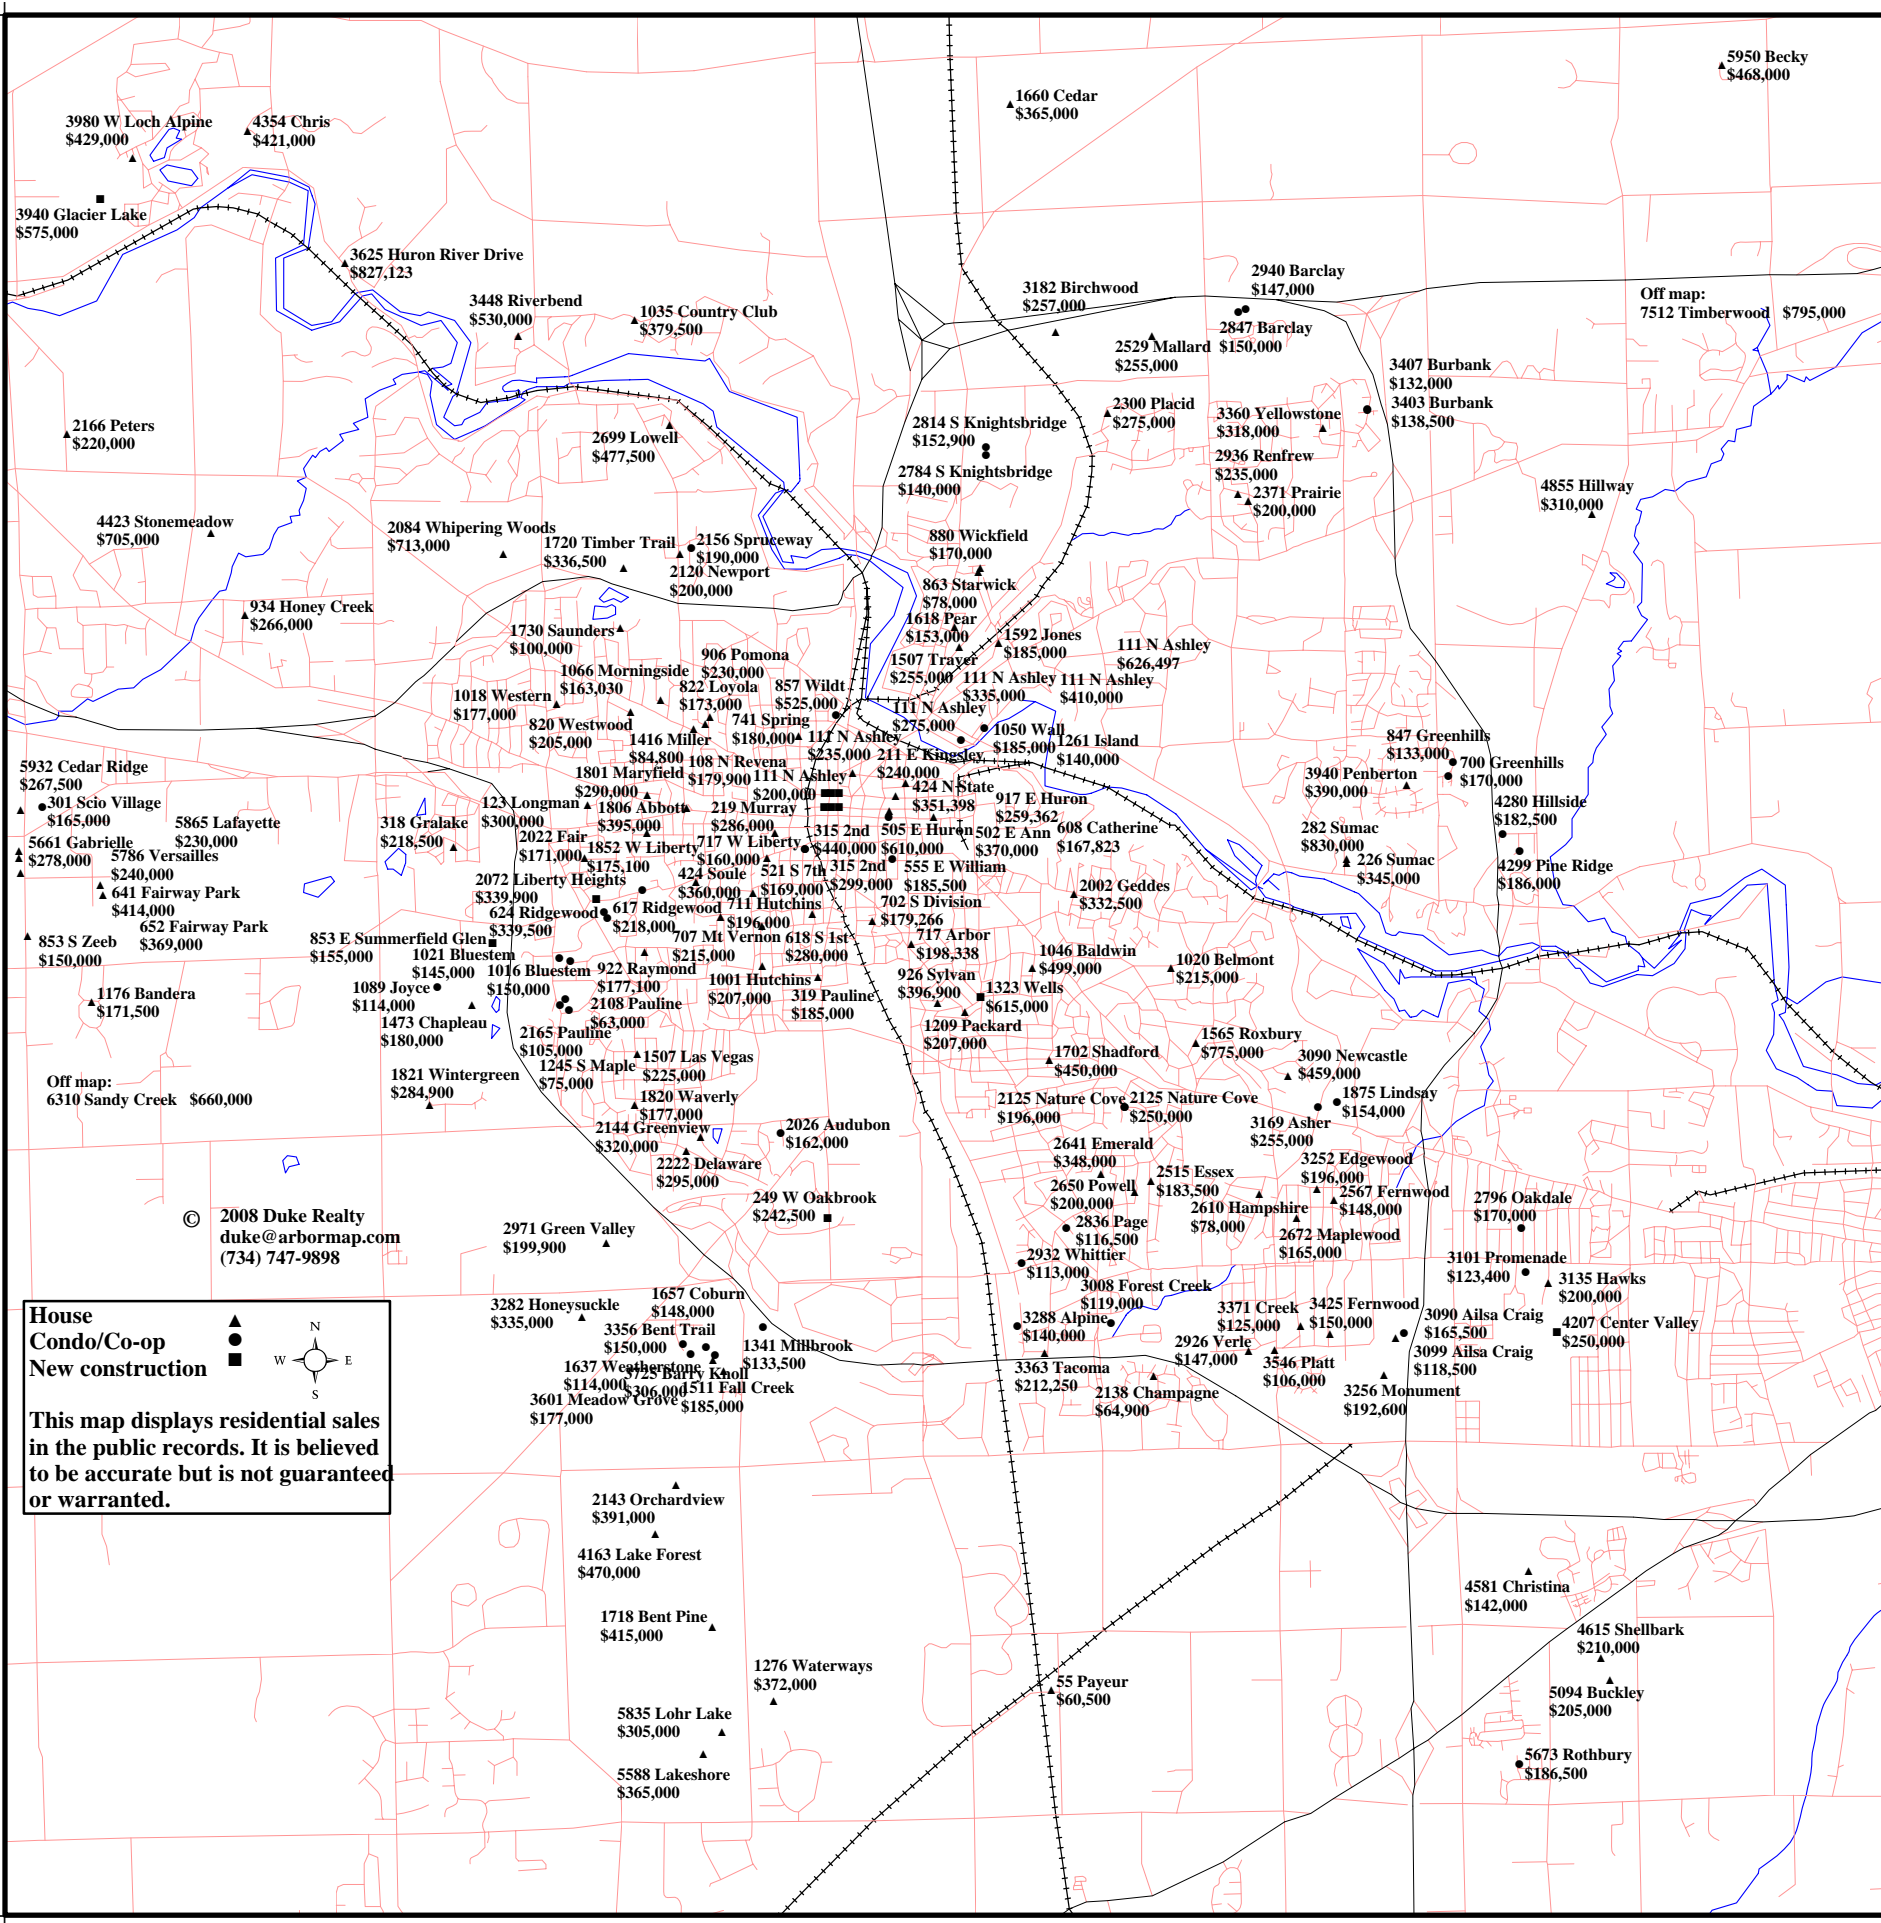 5950 Becky
$468,000
1660 Cedar
$365,000
3980 W Loch Alpine
$429,000
4354 Chris
$421,000
3940 Glacier Lake
$575,000
3625 Huron River Drive
$827,123
3448 Riverbend
$530,000
1035 Country Club
$379,500
3182 Birchwood
$257,000
2940 Barclay
$147,000
2847 Barclay
$150,000
2529 Mallard
$255,000
Off map:
7512 Timberwood $795,000
3407 Burbank
$132,000
3403 Burbank
$138,500
2166 Peters
$220,000
2699 Lowell
$477,500
2814 S Knightsbridge
$152,900
2784 S Knightsbridge
$140,000
2300 Placid
$275,000
3360 Yellowstone
$318,000
2936 Renfrew
$235,000
2371 Prairie
$200,000
4855 Hillway
$310,000
4423 Stonemeadow
$705,000
2084 Whipering Woods
$713,000
1720 Timber Trail
$336,500
2156 Spruceway
$190,000
2120 Newport
$200,000
880 Wickfield
$170,000
863 Starwick
$78,000
934 Honey Creek
$266,000
1730 Saunders
$100,000
1618 Pear
$153,000
1592 Jones
$185,000
111 N Ashley
$626,497
906 Pomona
$230,000
1066 Morningside
$163,030
1507 Traver
$255,000
111 N Ashley
$335,000
111 N Ashley
$410,000
1018 Western
$177,000
822 Loyola
$173,000
857 Wildt
$525,000
111 N Ashley
$275,000
820 Westwood
$205,000
741 Spring
$180,000
1416 Miller
$84,800
111 N Ashley
$235,000
1050 Wall
$185,000
1261 Island
$140,000
847 Greenhills
$133,000
700 Greenhills
$170,000
211 E Kingsley
$240,000
108 N Revena
$179,900
111 N Ashley
$200,000
1801 Maryfield
$290,000
5932 Cedar Ridge
$267,500
301 Scio Village
$165,000
3940 Penberton
$390,000
424 N State
$351,398
917 E Huron
$259,362
4280 Hillside
$182,500
123 Longman
$300,000
1806 Abbott
$395,000
219 Murray
$286,000
318 Gralake
$218,500
5865 Lafayette
$230,000
5661 Gabrielle
$278,000
5786 Versailles
$240,000
2022 Fair
$171,000
1852 W Liberty
$175,100
717 W Liberty
$160,000
315 2nd
$440,000
505 E Huron
$610,000
502 E Ann
$370,000
608 Catherine
$167,823
282 Sumac
$830,000
226 Sumac
$345,000
4299 Pine Ridge
$186,000
2072 Liberty Heights
$339,900
424 Soule
$360,000
521 S 7th
$169,000
315 2nd
$299,000
555 E William
$185,500
641 Fairway Park
$414,000
652 Fairway Park
$369,000
2002 Geddes
$332,500
624 Ridgewood
$339,500
617 Ridgewood
$218,000
711 Hutchins
$196,000
702 S Division
$179,266
853 S Zeeb
$150,000
853 E Summerfield Glen
$155,000
707 Mt Vernon
$215,000
618 S 1st
$280,000
717 Arbor
$198,338
1021 Bluestem
$145,000
1016 Bluestem
$150,000
922 Raymond
$177,100
1001 Hutchins
$207,000
926 Sylvan
$396,900
1046 Baldwin
$499,000
1020 Belmont
$215,000
1176 Bandera
$171,500
1089 Joyce
$114,000
2108 Pauline
$63,000
319 Pauline
$185,000
1323 Wells
$615,000
1473 Chapleau
$180,000
2165 Pauline
$105,000
1209 Packard
$207,000
1565 Roxbury
$775,000
1245 S Maple
$75,000
1507 Las Vegas
$225,000
1702 Shadford
$450,000
3090 Newcastle
$459,000
Off map:
6310 Sandy Creek $660,000
1821 Wintergreen
$284,900
1820 Waverly
$177,000
2125 Nature Cove
$196,000
2125 Nature Cove
$250,000
1875 Lindsay
$154,000
2144 Greenview
$320,000
2026 Audubon
$162,000
3169 Asher
$255,000
2222 Delaware
$295,000
2641 Emerald
$348,000
3252 Edgewood
$196,000
2515 Essex
$183,500
2650 Powell
$200,000
2567 Fernwood
$148,000
249 W Oakbrook
$242,500
2610 Hampshire
$78,000
2796 Oakdale
$170,000
© 2008 Duke Realty
duke@arbormap.com
(734) 747-9898
2971 Green Valley
$199,900
2836 Page
$116,500
2672 Maplewood
$165,000
2932 Whittier
$113,000
3101 Promenade
$123,400
3135 Hawks
$200,000
3008 Forest Creek
$119,000
1657 Coburn
$148,000
3282 Honeysuckle
$335,000
3371 Creek
$125,000
3425 Fernwood
$150,000
3090 Ailsa Craig
$165,500
4207 Center Valley
$250,000
3288 Alpine
$140,000
3356 Bent Trail
$150,000
1341 Millbrook
$133,500
2926 Verle
$147,000
3099 Ailsa Craig
$118,500
1637 Weatherstone
$114,000
3725 Barry Knoll
$306,000
3363 Tacoma
$212,250
3546 Platt
$106,000
1511 Fall Creek
$185,000
2138 Champagne
$64,900
3256 Monument
$192,600
3601 Meadow Grove
$177,000
House
Condo/Co-op
New construction
N
W E
S
This map displays residential sales
in the public records. It is believed
to be accurate but is not guaranteed
or warranted.
2143 Orchardview
$391,000
4163 Lake Forest
$470,000
4581 Christina
$142,000
1718 Bent Pine
$415,000
4615 Shellbark
$210,000
1276 Waterways
$372,000
55 Payeur
$60,500
5094 Buckley
$205,000
5835 Lohr Lake
$305,000
5673 Rothbury
$186,500
5588 Lakeshore
$365,000